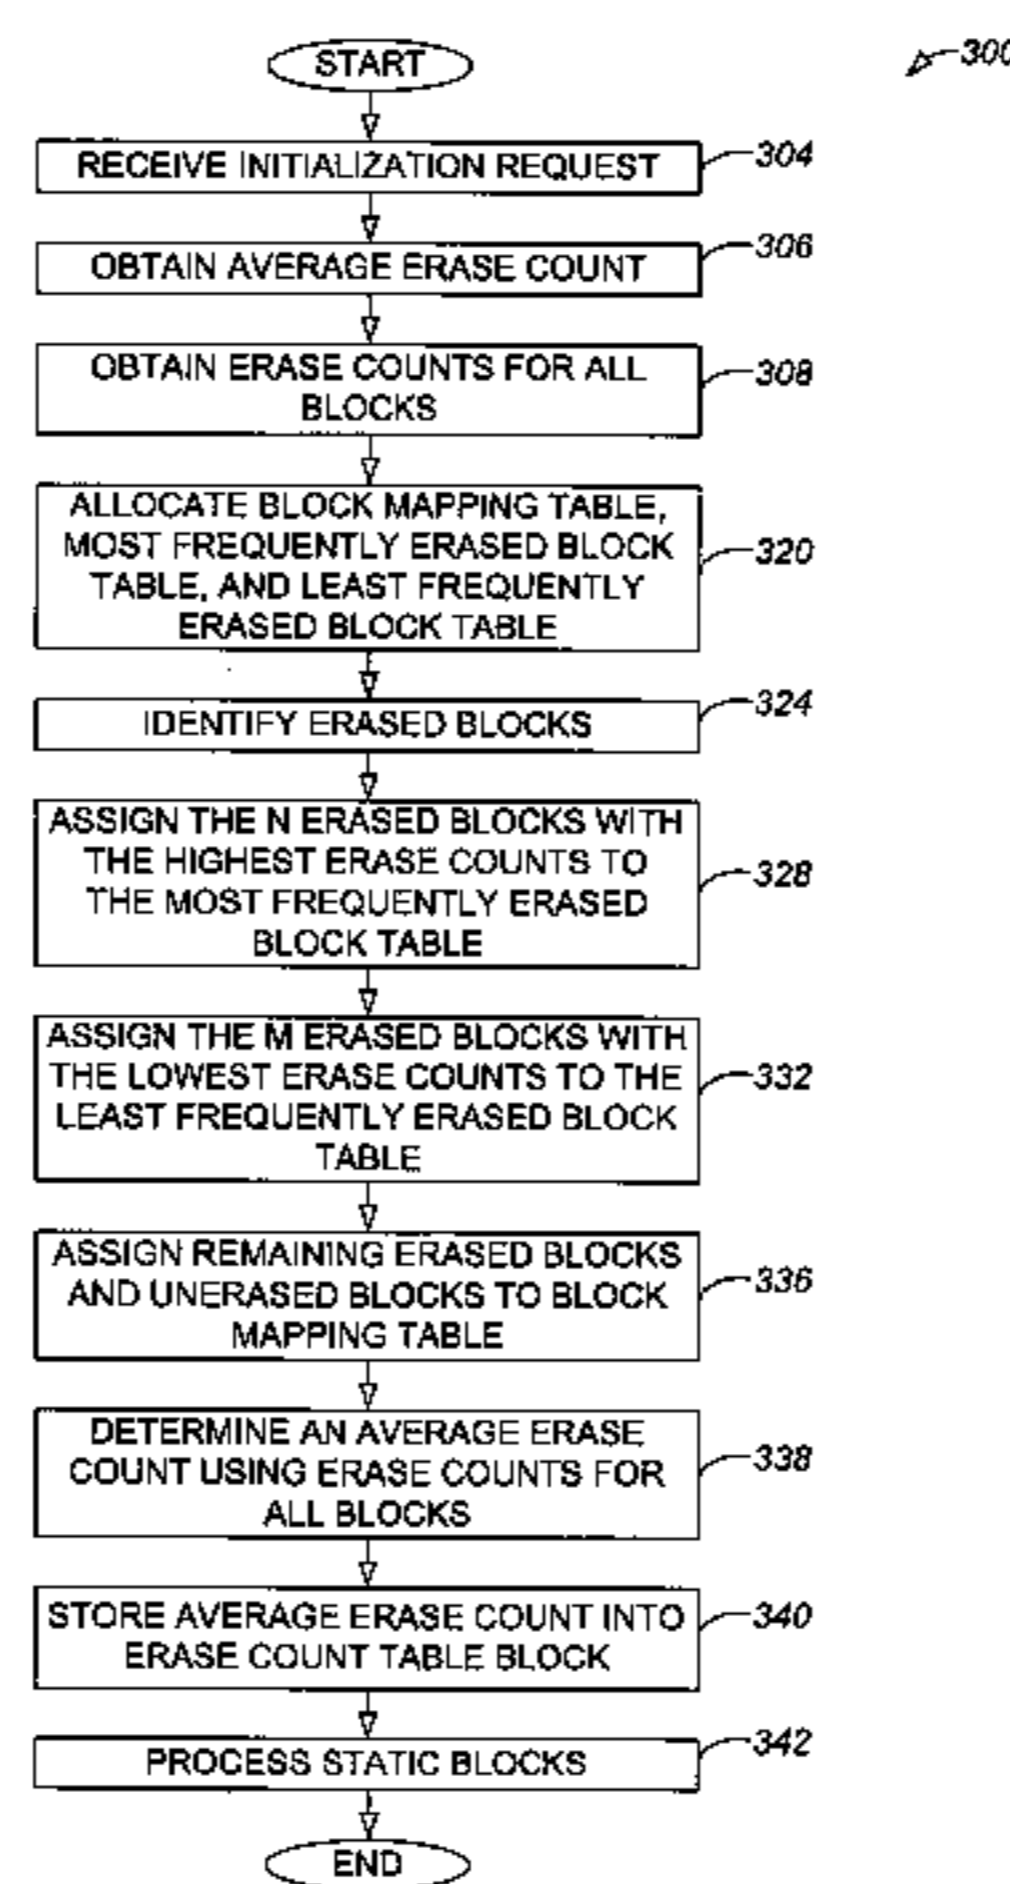 START
300
RECEIVE INITIALIZATION REQUEST
304
OBTAIN AVERAGE ERASE COUNT
306
OBTAIN ERASE COUNTS FOR ALL
BLOCKS
308
ALLOCATE BLOCK MAPPING TABLE,
MOST FREQUENTLY ERASED BLOCK
TABLE, AND LEAST FREQUENTLY
ERASED BLOCK TABLE
320
IDENTIFY ERASED BLOCKS
324
ASSIGN THE N ERASED BLOCKS WITH
THE HIGHEST ERASE COUNTS TO
THE MOST FREQUENTLY ERASED
BLOCK TABLE
328
ASSIGN THE M ERASED BLOCKS WITH
THE LOWEST ERASE COUNTS TO THE
LEAST FREQUENTLY ERASED BLOCK
TABLE
332
ASSIGN REMAINING ERASED BLOCKS
AND UNERASED BLOCKS TO BLOCK
MAPPING TABLE
336
DETERMINE AN AVERAGE ERASE
COUNT USING ERASE COUNTS FOR
ALL BLOCKS
338
STORE AVERAGE ERASE COUNT INTO
ERASE COUNT TABLE BLOCK
340
PROCESS STATIC BLOCKS
342
END